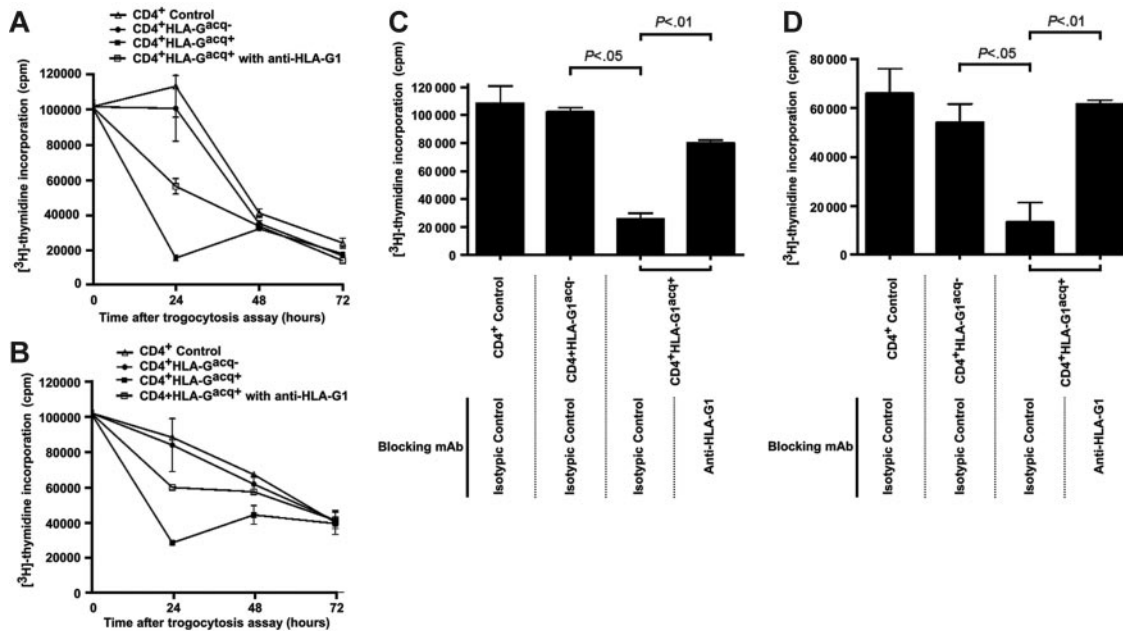 A
CD4+ Control
CD4+HLA-Gacq-
CD4+HLA-Gacq+
CD4+HLA-Gacq+ with anti-HLA-G1
[3H]-thymidine incorporation (cpm)
120000
100000
80000
60000
40000
20000
0
0 24 48 72
Time after trogocytosis assay (hours)
B
CD4+ Control
CD4+HLA-Gacq-
CD4+HLA-Gacq+
CD4+HLA-Gacq+ with anti-HLA-G1
[3H]-thymidine incorporation (cpm)
120000
100000
80000
60000
40000
20000
0
0 24 48 72
Time after trogocytosis assay (hours)
C
P<.01
P<.05
[3H]-thymidine incorporation (cpm)
120 000
100 000
80 000
60 000
40 000
20 000
0
CD4+ Control
CD4+HLA-G1acq-
CD4+HLA-G1acq+
Blocking mAb
Isotypic Control
Isotypic Control
Isotypic Control
Anti-HLA-G1
D
P<.01
P<.05
[3H]-thymidine incorporation (cpm)
80 000
60 000
40 000
20 000
0
CD4+ Control
CD4+HLA-G1acq-
CD4+HLA-G1acq+
Blocking mAb
Isotypic Control
Isotypic Control
Isotypic Control
Anti-HLA-G1